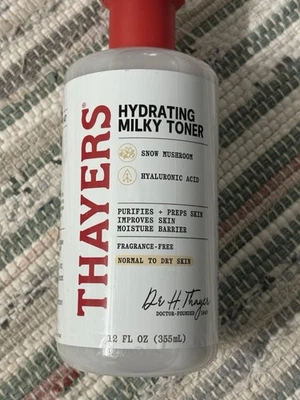 THAYERS®
HYDRATING
MILKY TONER
SNOW MUSHROOM
HYALURONIC ACID
PURIFIES + PREPS SKIN
IMPROVES SKIN
MOISTURE BARRIER
FRAGRANCE-FREE
NORMAL TO DRY SKIN
Dr H. Thayer
DOCTOR-FOUNDED 1847
12 FL OZ (355mL)